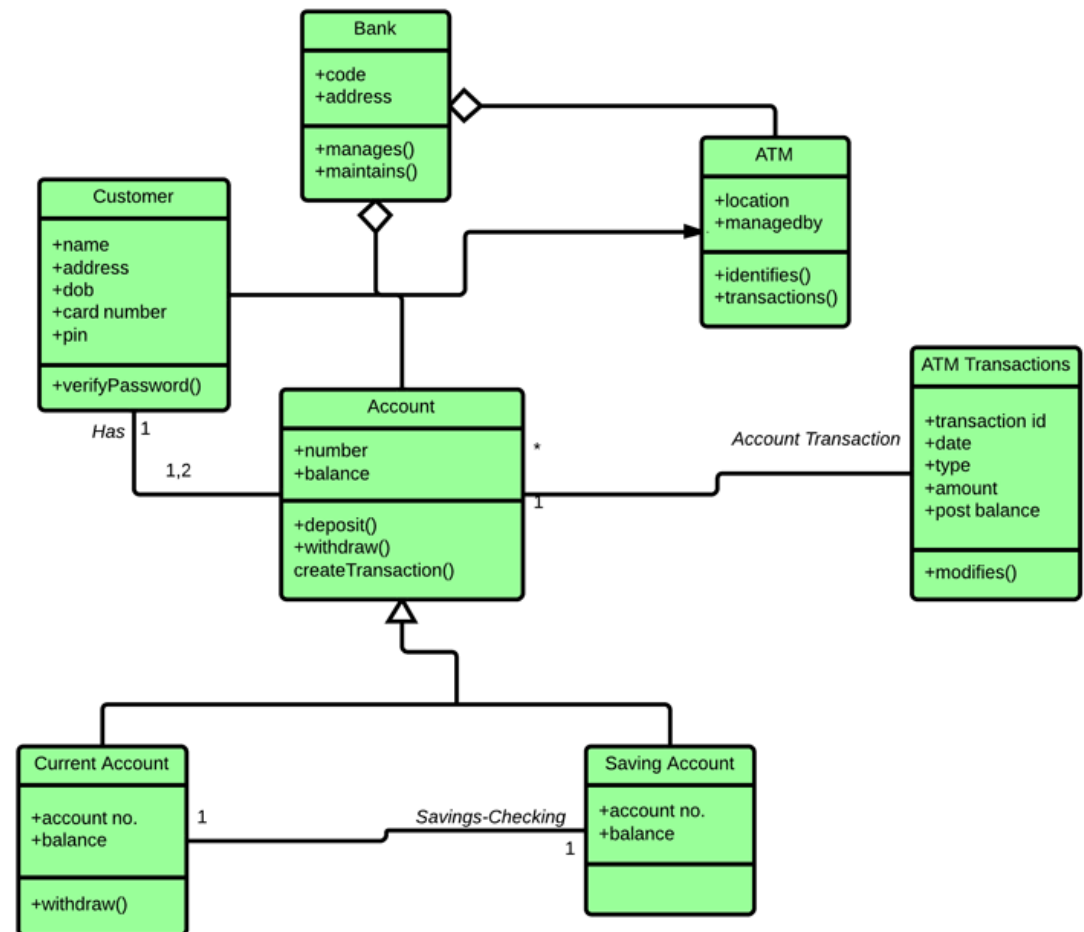 Bank
+code
+address
+manages()
+maintains()
ATM
+location
+managedby
+identifies()
+transactions()
Customer
+name
+address
+dob
+card number
+pin
+verifyPassword()
Has
1
1,2
Account
+number
+balance
+deposit()
+withdraw()
createTransaction()
*
1
Account Transaction
ATM Transactions
+transaction id
+date
+type
+amount
+post balance
+modifies()
Current Account
+account no.
+balance
+withdraw()
1
Savings-Checking
1
Saving Account
+account no.
+balance